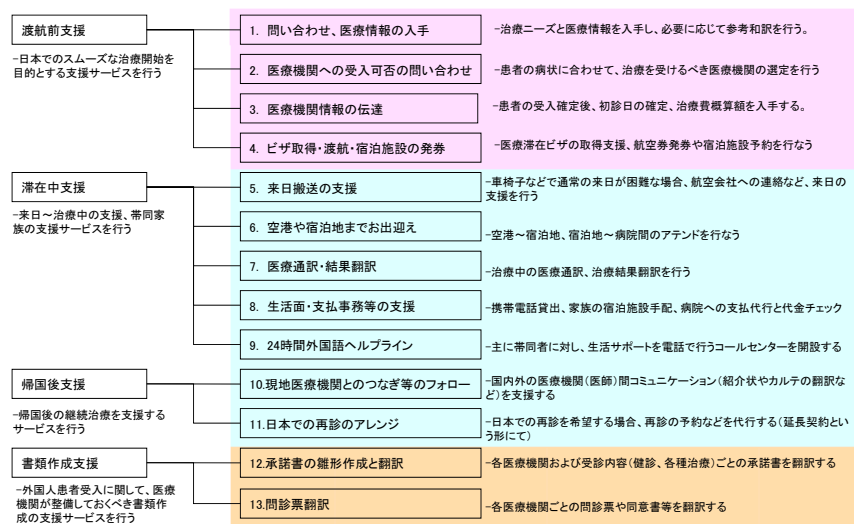 渡航前支援
-日本でのスムーズな治療開始を
目的とする支援サービスを行う
1. 問い合わせ、医療情報の入手
-治療ニーズと医療情報を入手し、必要に応じて参考和訳を行う。
2. 医療機関への受入可否の問い合わせ
-患者の病状に合わせて、治療を受けるべき医療機関の選定を行う
3. 医療機関情報の伝達
-患者の受入確定後、初診日の確定、治療費概算額を入手する。
4. ビザ取得・渡航・宿泊施設の発券
-医療滞在ビザの取得支援、航空券発券や宿泊施設予約を行なう
滞在中支援
-来日~治療中の支援、帯同家
族の支援サービスを行う
5. 来日搬送の支援
-車椅子などで通常の来日が困難な場合、航空会社への連絡など、来日の
支援を行う
6. 空港や宿泊地までお出迎え
-空港~宿泊地、宿泊地~病院間のアテンドを行なう
7. 医療通訳・結果翻訳
-治療中の医療通訳、治療結果翻訳を行う
8. 生活面・支払事務等の支援
-携帯電話貸出、家族の宿泊施設手配、病院への支払代行と代金チェック
9. 24時間外国語ヘルプライン
-主に帯同者に対し、生活サポートを電話で行うコールセンターを開設する
帰国後支援
-帰国後の継続治療を支援する
サービスを行う
10.現地医療機関とのつなぎ等のフォロー
-国内外の医療機関(医師)間コミュニケーション(紹介状やカルテの翻訳な
ど)を支援する
11.日本での再診のアレンジ
-日本での再診を希望する場合、再診の予約などを代行する(延長契約とい
う形にて)
書類作成支援
-外国人患者受入に関して、医療
機関が整備しておくべき書類作
成の支援サービスを行う
12.承諾書の雛形作成と翻訳
-各医療機関および受診内容(健診、各種治療)ごとの承諾書を翻訳する
13.問診票翻訳
-各医療機関ごとの問診票や同意書等を翻訳する